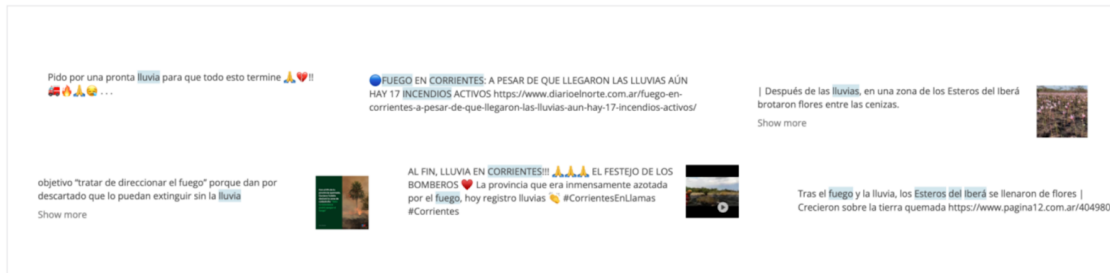 Pido por una pronta lluvia para que todo esto termine 🙏💔!!
🚒🔥🙏😪 . . .
🔵FUEGO EN CORRIENTES: A PESAR DE QUE LLEGARON LAS LLUVIAS AÚN
HAY 17 INCENDIOS ACTIVOS https://www.diarioelnorte.com.ar/fuego-en-
corrientes-a-pesar-de-que-llegaron-las-lluvias-aun-hay-17-incendios-activos/
| Después de las lluvias, en una zona de los Esteros del Iberá
brotaron flores entre las cenizas.
Show more
objetivo "tratar de direccionar el fuego" porque dan por
descartado que lo puedan extinguir sin la lluvia
Show more
AL FIN, LLUVIA EN CORRIENTES!!! 🙏🙏🙏 EL FESTEJO DE LOS
BOMBEROS ❤️ La provincia que era inmensamente azotada
por el fuego, hoy registro lluvias 👏 #CorrientesEnLlamas
#Corrientes
Tras el fuego y la lluvia, los Esteros del Iberá se llenaron de flores |
Crecieron sobre la tierra quemada https://www.pagina12.com.ar/404980